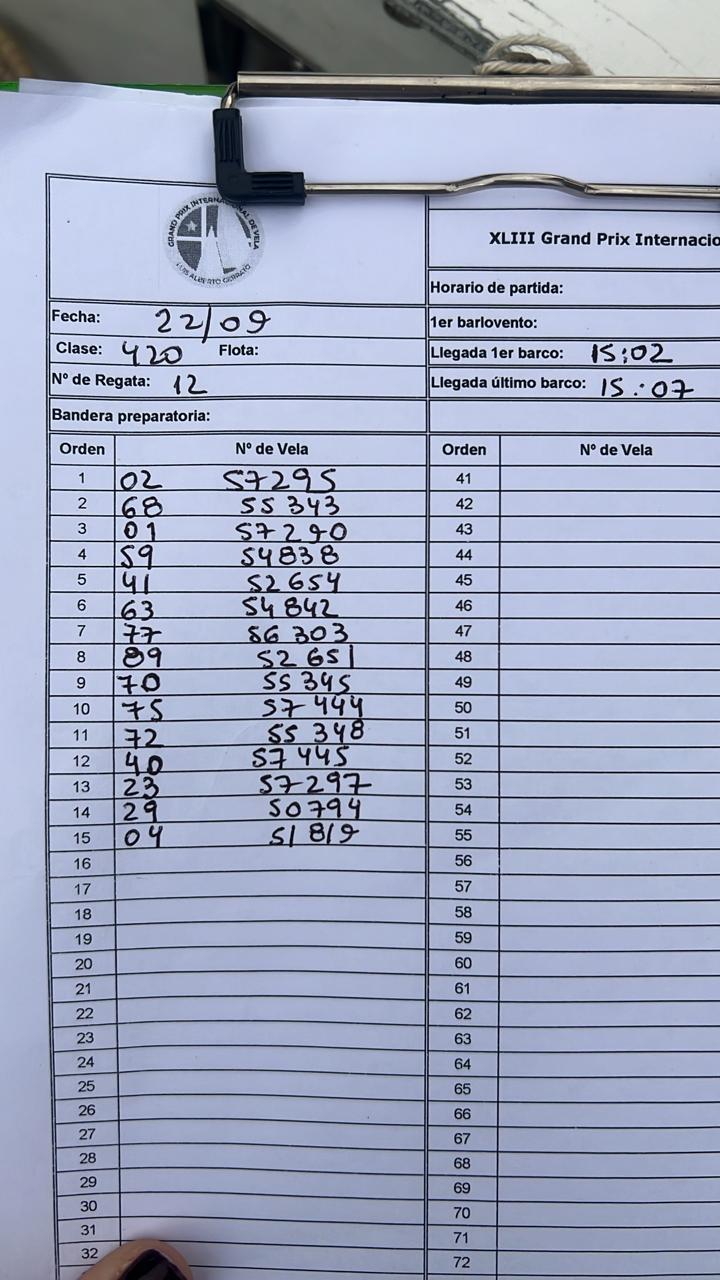 GRAND PRIX INTERNACIONAL DE VELA
LUIS ALBERTO CERRATO
XLIII Grand Prix Internacio
Horario de partida:
Fecha: 22/09
1er barlovento:
Clase: 420 Flota:
Llegada 1er barco: 15:02
Nº de Regata: 12
Llegada último barco: 15:07
Bandera preparatoria:
Orden Nº de Vela Orden Nº de Vela
1 02 57295 41
2 68 55343 42
3 01 57290 43
4 59 54838 44
5 41 52654 45
6 63 54842 46
7 77 56303 47
8 89 52651 48
9 70 55345 49
10 75 57444 50
11 72 55348 51
12 40 57445 52
13 23 57297 53
14 29 50794 54
15 04 51819 55
16 56
17 57
18 58
19 59
20 60
21 61
22 62
23 63
24 64
25 65
26 66
27 67
28 68
29 69
30 70
31 71
32 72